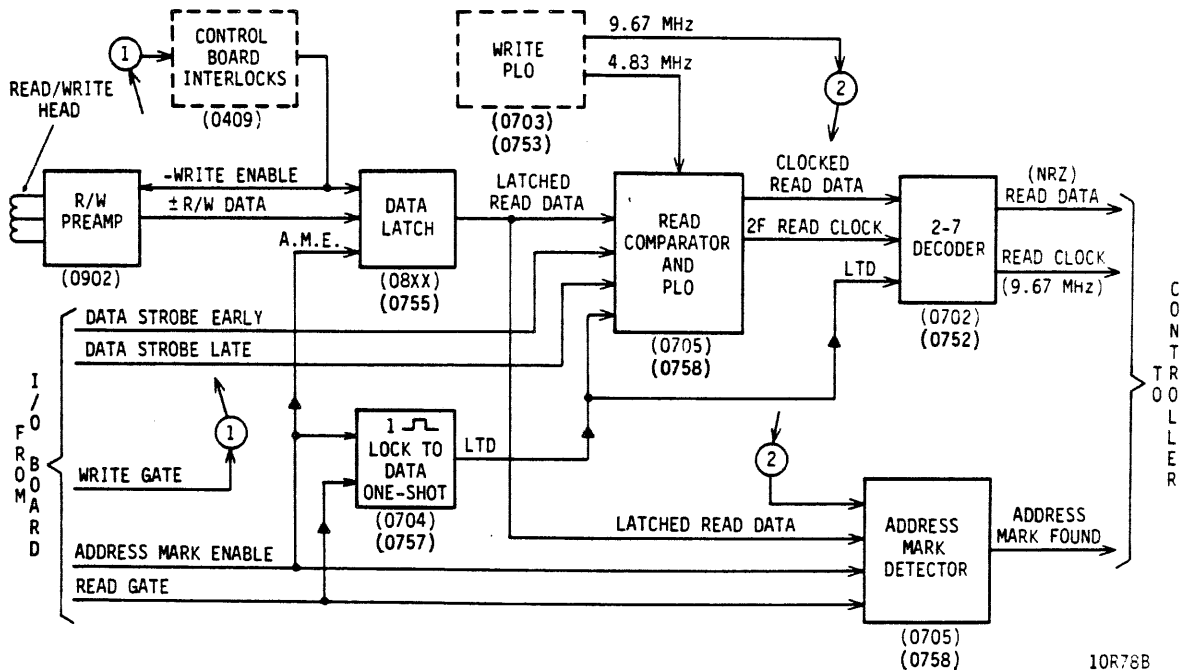 9.67 MHz
4.83 MHz
1
CONTROL
BOARD
INTERLOCKS
(0409)
WRITE
PLO
(0703)
(0753)
2
READ/WRITE
HEAD
R/W
PREAMP
(0902)
-WRITE ENABLE
±R/W DATA
A.M.E.
DATA
LATCH
(08XX)
(0755)
LATCHED
READ DATA
READ
COMPARATOR
AND
PLO
(0705)
(0758)
CLOCKED
READ DATA
2F READ CLOCK
LTD
2-7
DECODER
(0702)
(0752)
(NRZ)
READ DATA
READ CLOCK
(9.67 MHz)
DATA STROBE EARLY
DATA STROBE LATE
1
WRITE GATE
1
LOCK TO
DATA
ONE-SHOT
(0704)
(0757)
LTD
2
LATCHED READ DATA
ADDRESS MARK ENABLE
READ GATE
ADDRESS
MARK
DETECTOR
(0705)
(0758)
ADDRESS
MARK FOUND
FROM
I/O BOARD
TO
CONTROLLER
10R78B